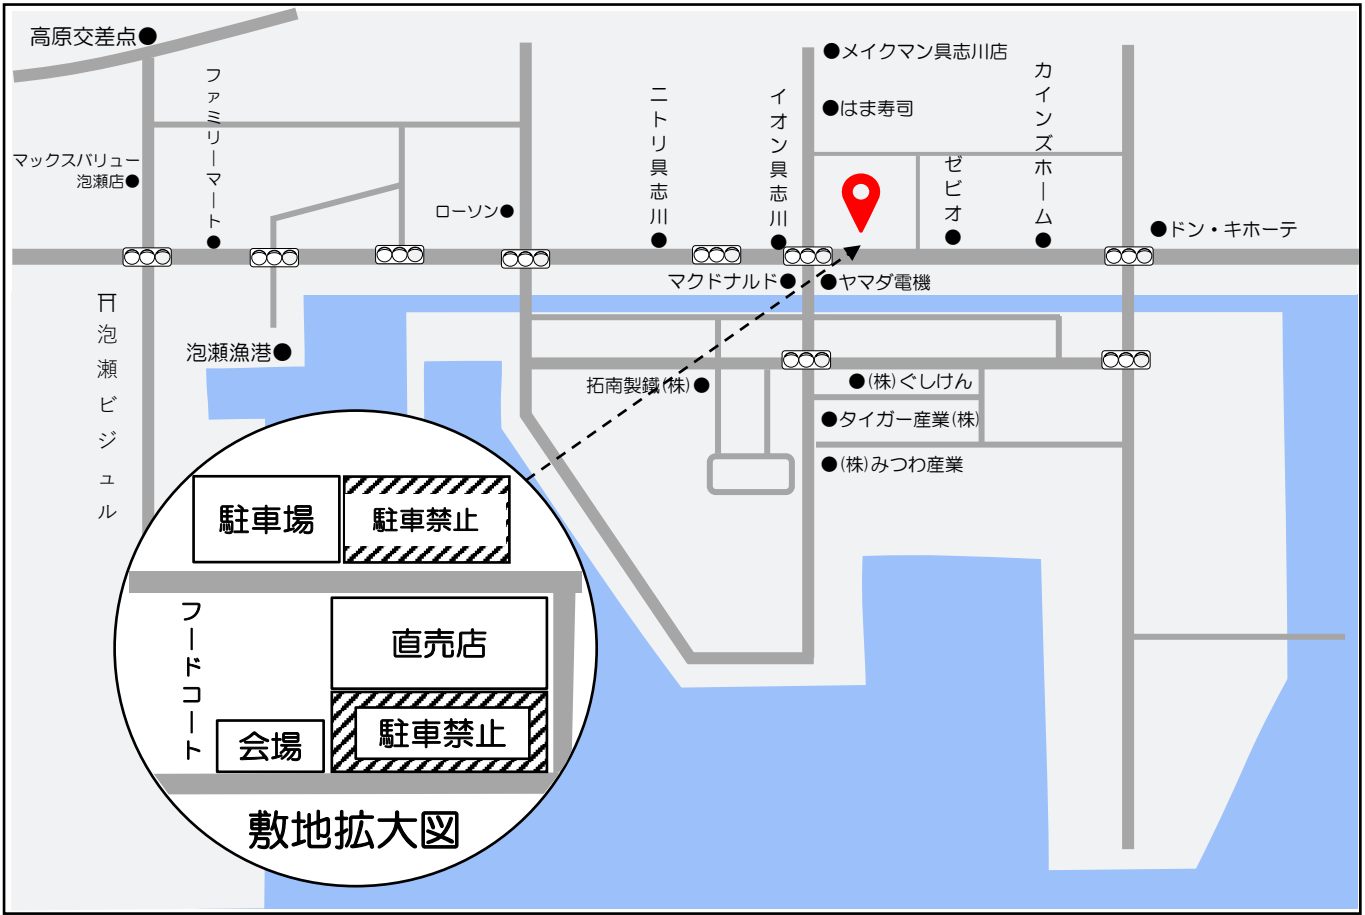 高原交差点
メイクマン具志川店
ファミリーマート
ニトリ具志川
イオン具志川
はま寿司
カインズホーム
マックスバリュー
泡瀬店
ゼビオ
ローソン
ドン・キホーテ
マクドナルド
ヤマダ電機
泡瀬ビジュル
泡瀬漁港
拓南製鐵(株)
(株)ぐしけん
タイガー産業(株)
(株)みつわ産業
駐車場
駐車禁止
フードコート
直売店
会場
駐車禁止
敷地拡大図